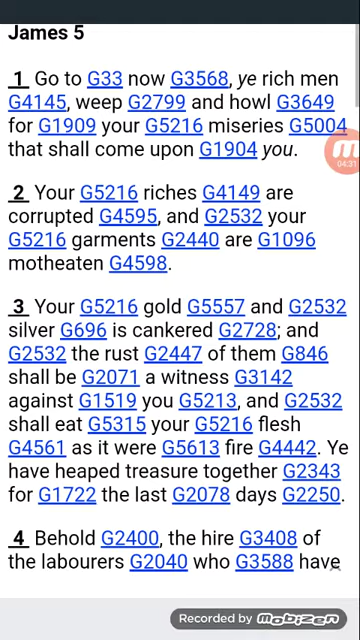 James 5
1 Go to G33 now G3568, ye rich men
G4145, weep G2799 and howl G3649
for G1909 your G5216 miseries G5004
that shall come upon G1904 you.
04:31
2 Your G5216 riches G4149 are
corrupted G4595, and G2532 your
G5216 garments G2440 are G1096
motheaten G4598.
3 Your G5216 gold G5557 and G2532
silver G696 is cankered G2728; and
G2532 the rust G2447 of them G846
shall be G2071 a witness G3142
against G1519 you G5213, and G2532
shall eat G5315 your G5216 flesh
G4561 as it were G5613 fire G4442. Ye
have heaped treasure together G2343
for G1722 the last G2078 days G2250.
4 Behold G2400, the hire G3408 of
the labourers G2040 who G3588 have
Recorded by Mobizen